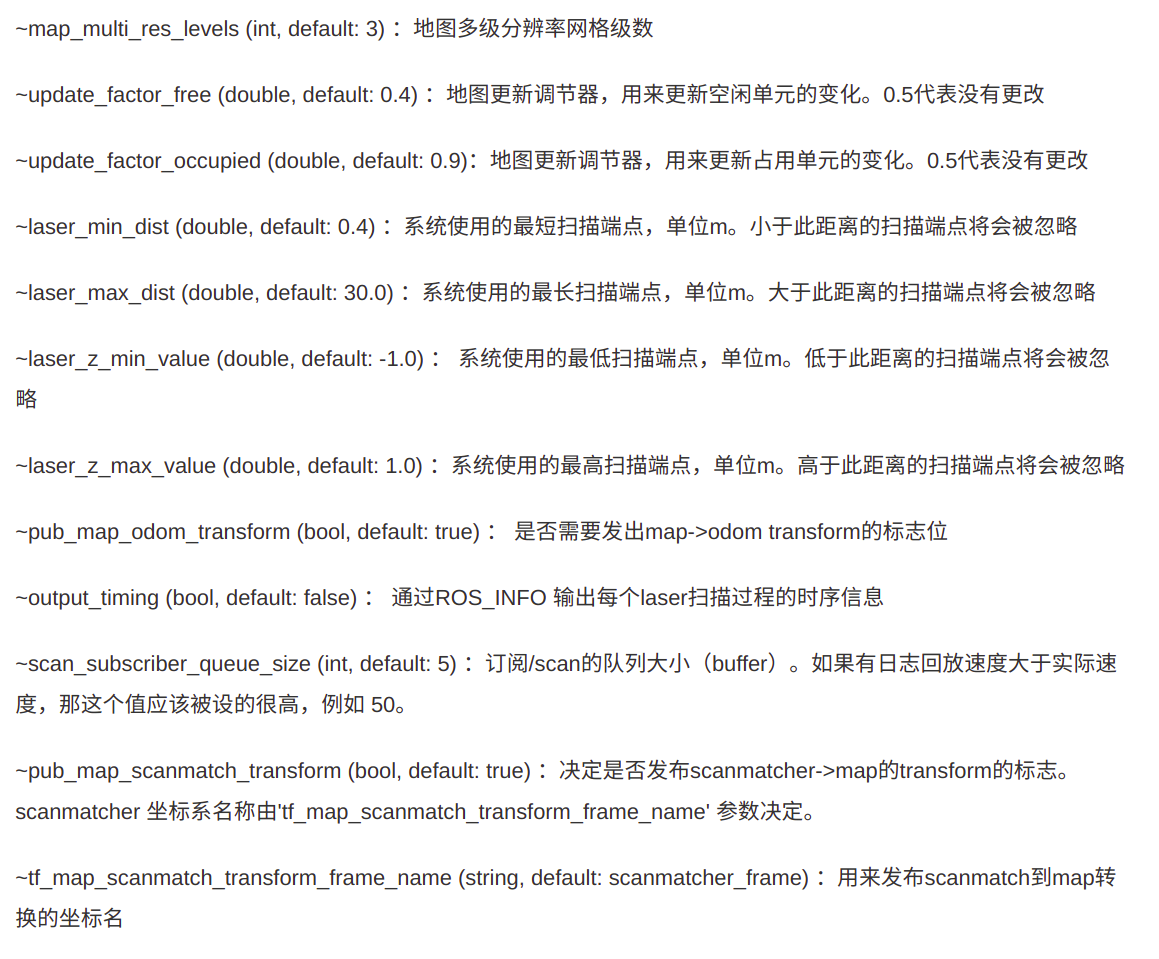 ~map_multi_res_levels (int, default: 3) ：地图多级分辨率网格级数
~update_factor_free (double, default: 0.4) ：地图更新调节器，用来更新空闲单元的变化。0.5代表没有更改
~update_factor_occupied (double, default: 0.9)：地图更新调节器，用来更新占用单元的变化。0.5代表没有更改
~laser_min_dist (double, default: 0.4) ：系统使用的最短扫描端点，单位m。小于此距离的扫描端点将会被忽略
~laser_max_dist (double, default: 30.0) ：系统使用的最长扫描端点，单位m。大于此距离的扫描端点将会被忽略
~laser_z_min_value (double, default: -1.0) ： 系统使用的最低扫描端点，单位m。低于此距离的扫描端点将会被忽
略
~laser_z_max_value (double, default: 1.0) ：系统使用的最高扫描端点，单位m。高于此距离的扫描端点将会被忽略
~pub_map_odom_transform (bool, default: true) ： 是否需要发出map->odom transform的标志位
~output_timing (bool, default: false) ： 通过ROS_INFO 输出每个laser扫描过程的时序信息
~scan_subscriber_queue_size (int, default: 5) ：订阅/scan的队列大小（buffer）。如果有日志回放速度大于实际速
度，那这个值应该被设的很高，例如 50。
~pub_map_scanmatch_transform (bool, default: true) ：决定是否发布scanmatcher->map的transform的标志。
scanmatcher 坐标系名称由'tf_map_scanmatch_transform_frame_name' 参数决定。
~tf_map_scanmatch_transform_frame_name (string, default: scanmatcher_frame) ：用来发布scanmatch到map转
换的坐标名